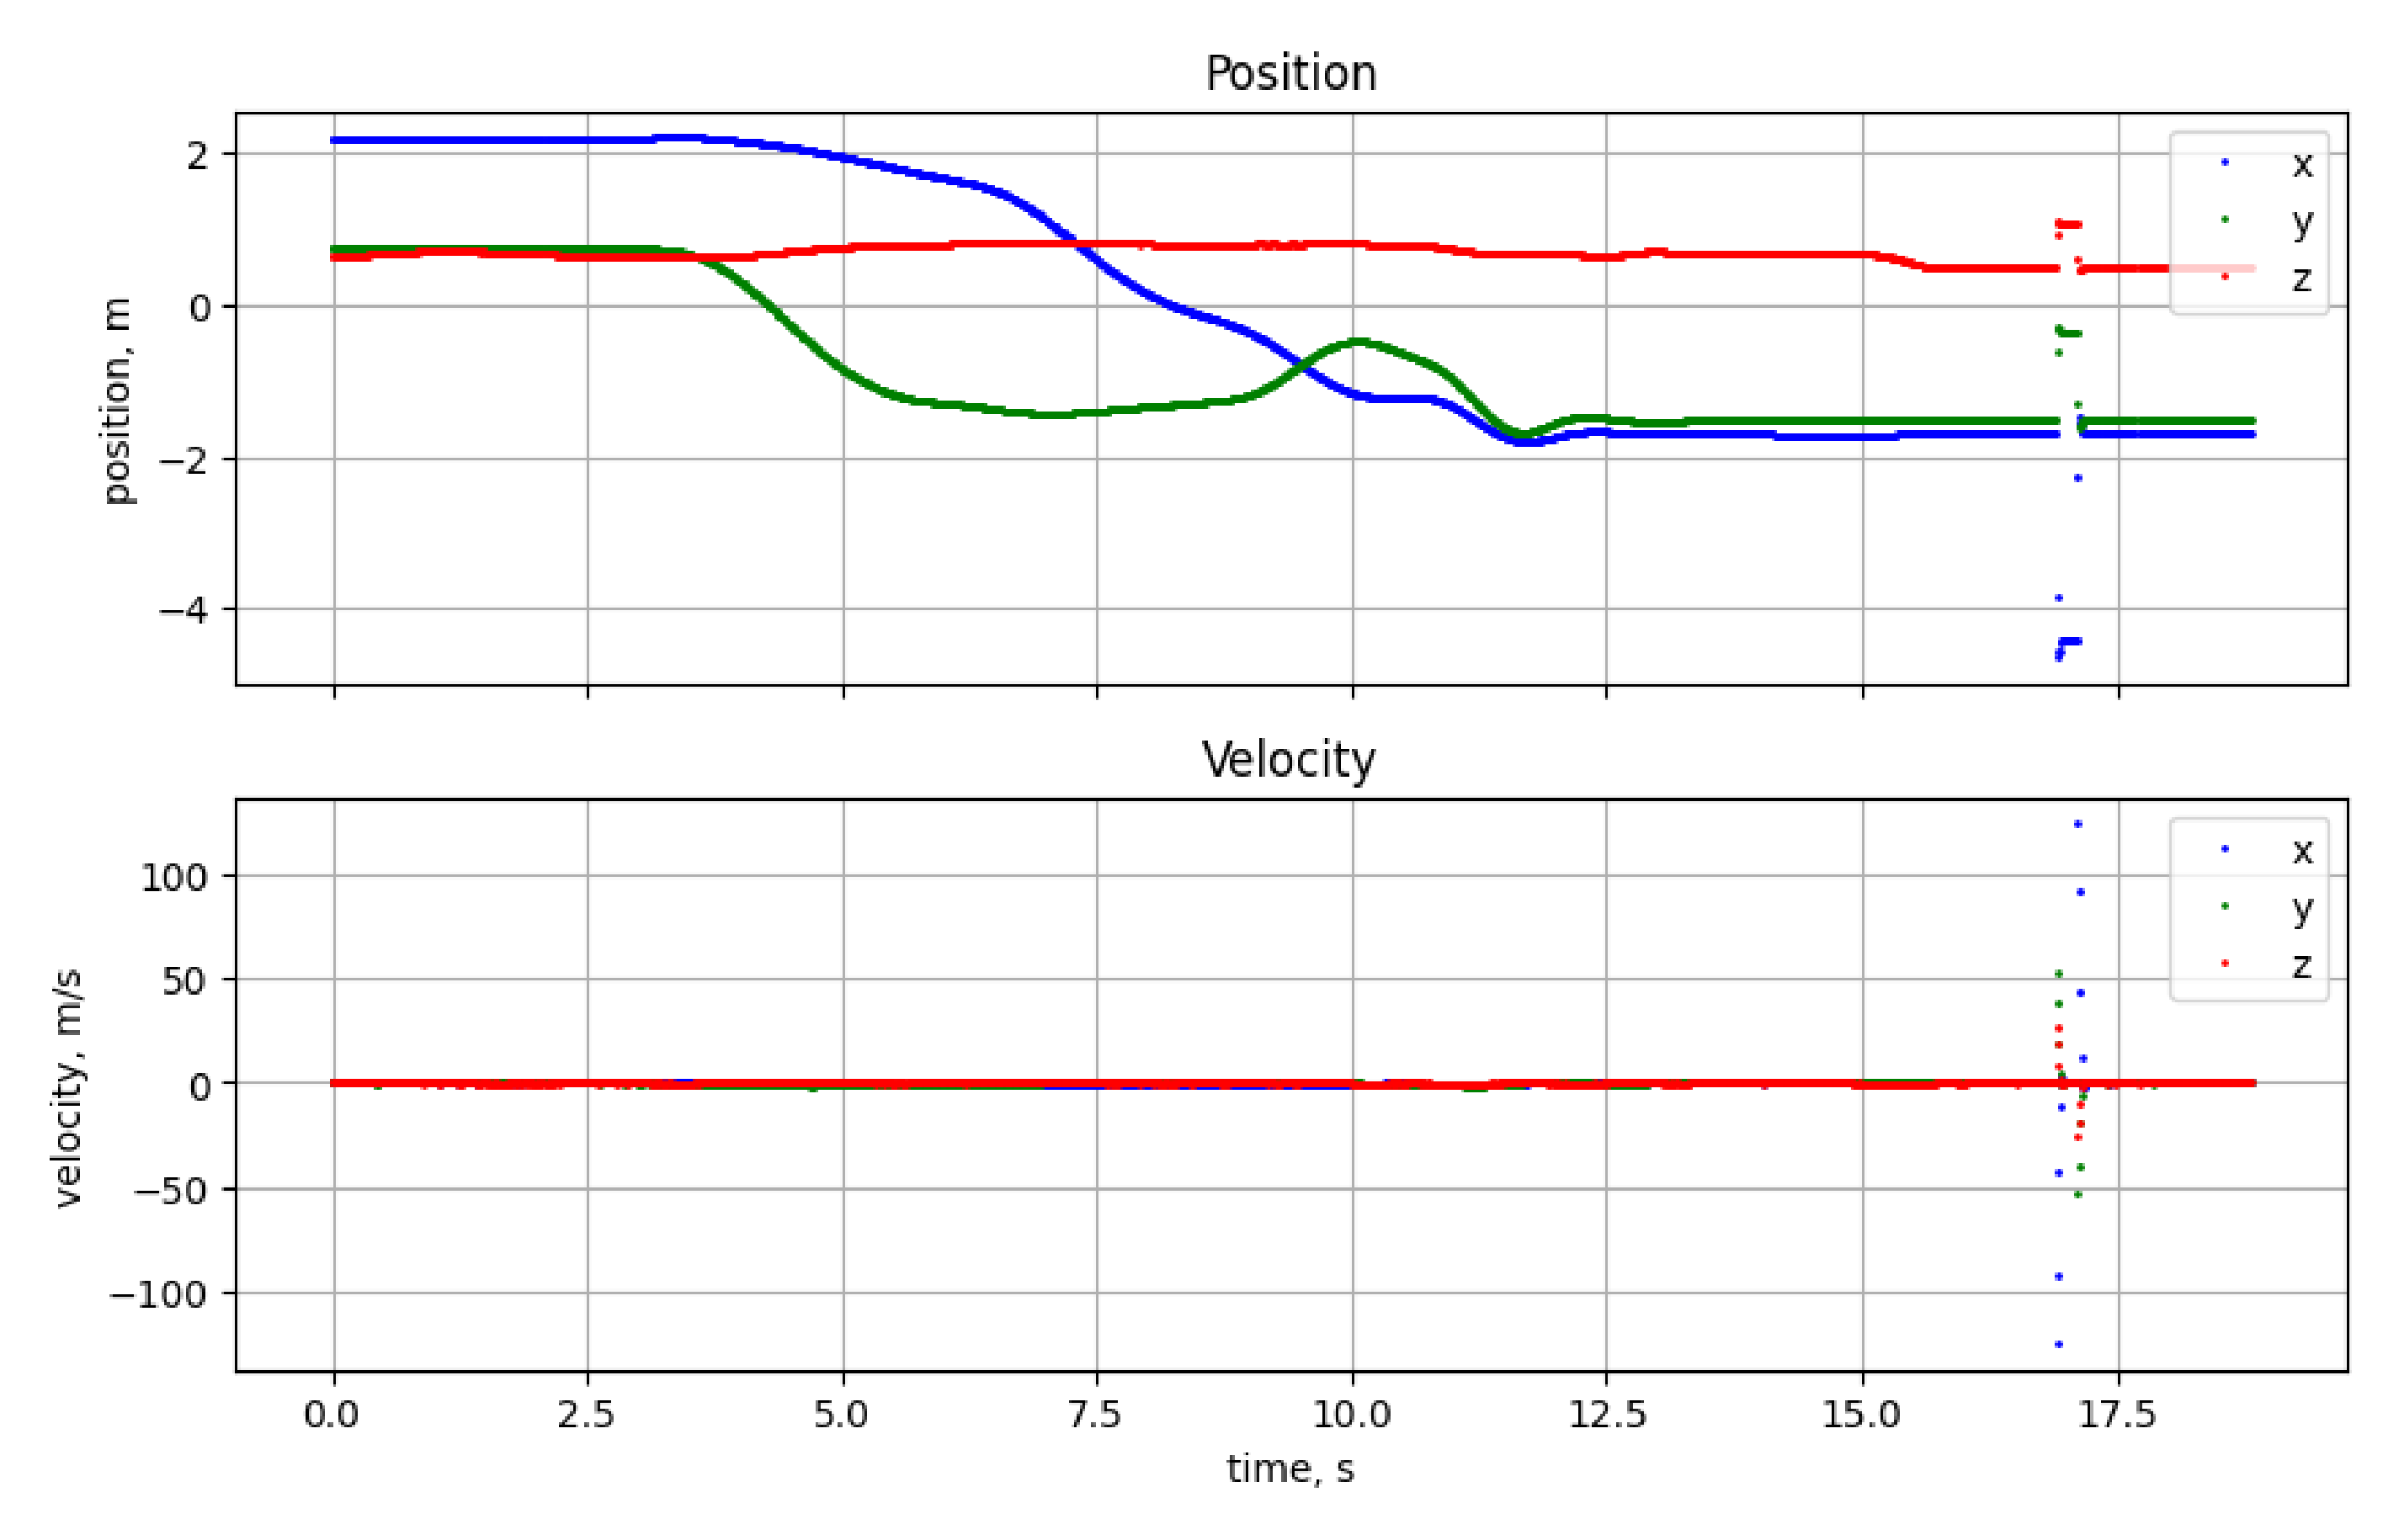 Position
2
0
−2
−4
position, m
x
y
z
Velocity
100
50
0
−50
−100
velocity, m/s
x
y
z
0.0 2.5 5.0 7.5 10.0 12.5 15.0 17.5
time, s